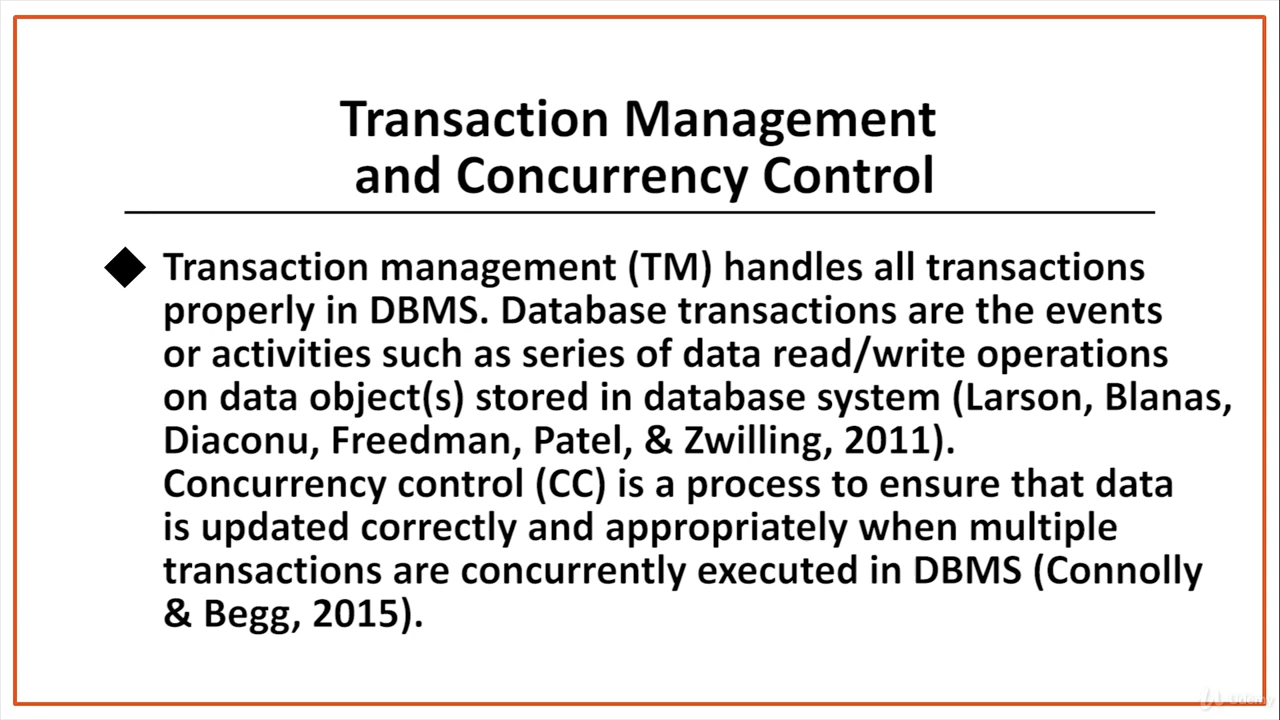 Transaction Management
and Concurrency Control
Transaction management (TM) handles all transactions
properly in DBMS. Database transactions are the events
or activities such as series of data read/write operations
on data object(s) stored in database system (Larson, Blanas,
Diaconu, Freedman, Patel, & Zwilling, 2011).
Concurrency control (CC) is a process to ensure that data
is updated correctly and appropriately when multiple
transactions are concurrently executed in DBMS (Connolly
& Begg, 2015).
Udemy